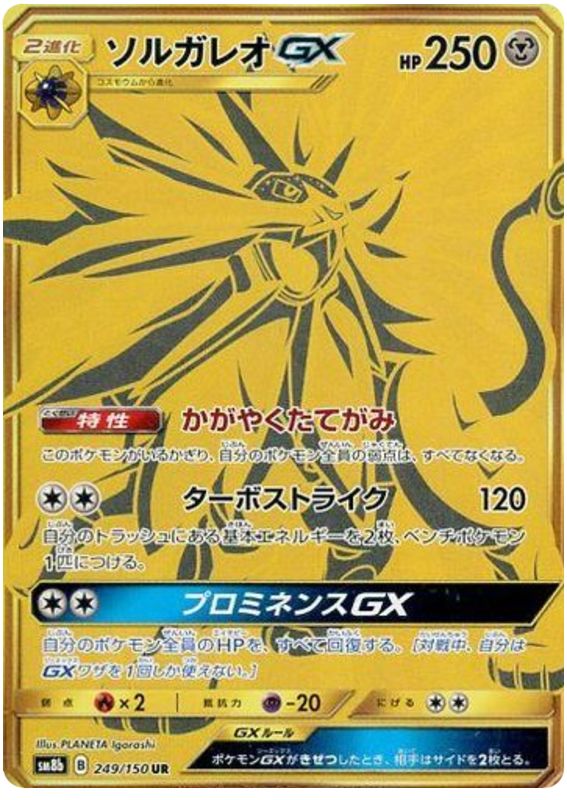 2進化 ソルガレオGX HP250
コスモウムから進化
特性 かがやくたてがみ
このポケモンがいるかぎり、自分のポケモン全員の弱点は、すべてなくなる。
ターボストライク 120
自分のトラッシュにある基本エネルギーを2枚、ベンチポケモン
1匹につける。
プロミネンスGX
自分のポケモン全員のHPを、すべて回復する。[対戦中、自分は
GXワザを1回しか使えない。]
弱点 ×2 抵抗力 -20 にげる
Illus. PLANETA Igarashi
GXルール
sm8b B 249/150 UR
ポケモンGXがきぜつしたとき、相手はサイドを2枚とる。